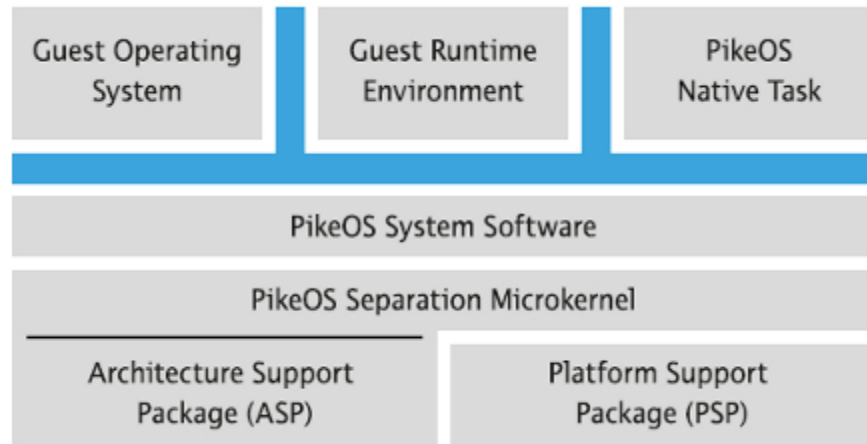 Guest Operating
System
Guest Runtime
Environment
PikeOS
Native Task
PikeOS System Software
PikeOS Separation Microkernel
Architecture Support
Package (ASP)
Platform Support
Package (PSP)